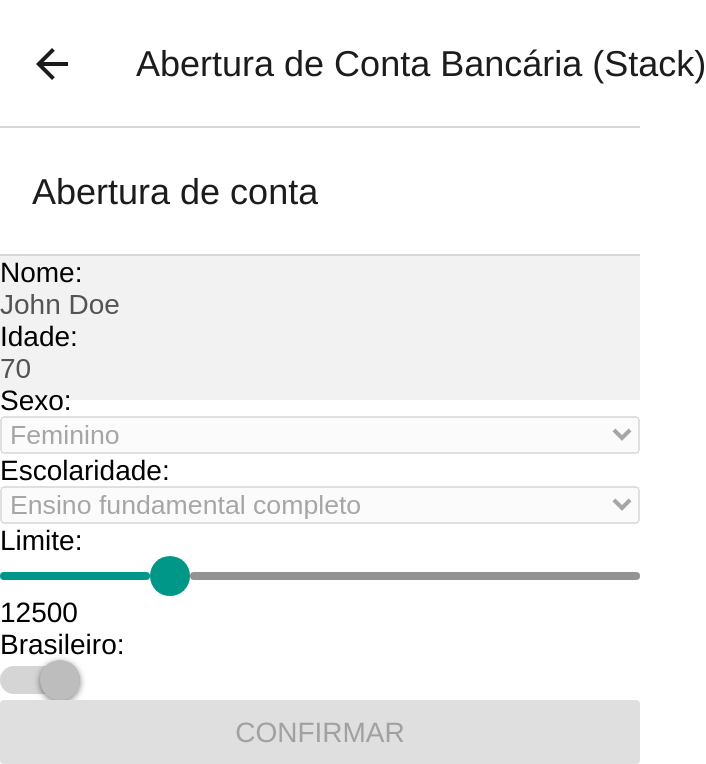 Abertura de Conta Bancária (Stack)
Abertura de conta
Nome:
John Doe
Idade:
70
Sexo:
Feminino
Escolaridade:
Ensino fundamental completo
Limite:
12500
Brasileiro:
CONFIRMAR